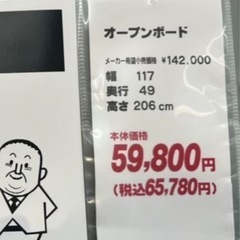 オープンボード
メーカー希望小売価格 ¥142,000
幅 117
奥行 49
高さ 206cm
本体価格
59,800円
(税込65,780円)